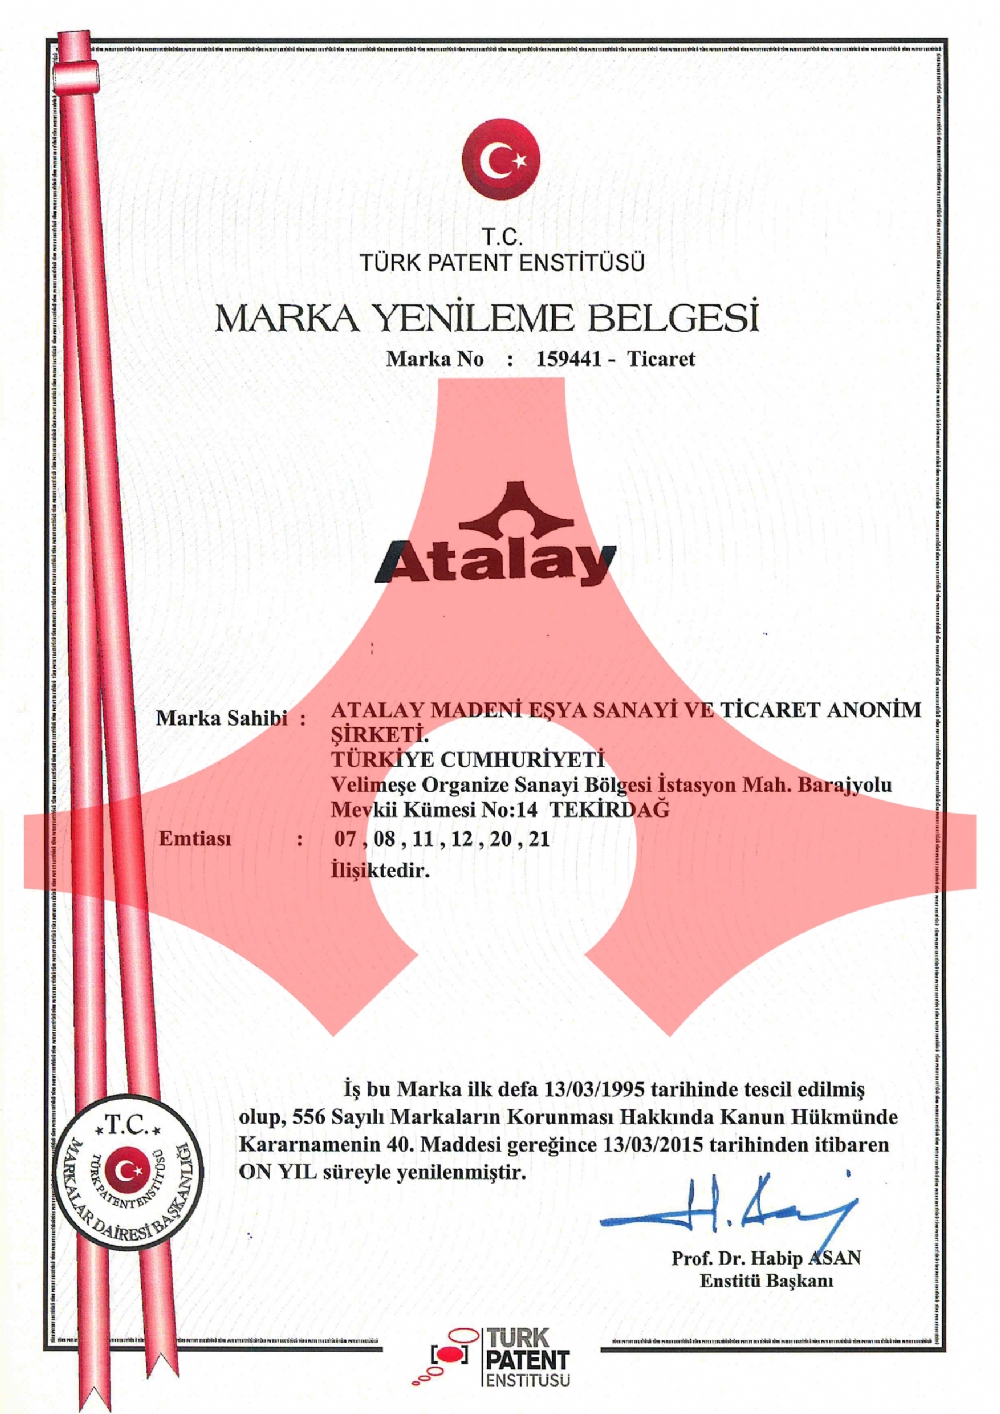 T.C.
TÜRK PATENT ENSTİTÜSÜ
MARKA YENİLEME BELGESİ
Marka No : 159441 - Ticaret
Atalay
Marka Sahibi : ATALAY MADENİ EŞYA SANAYİ VE TİCARET ANONİM
ŞİRKETİ.
TÜRKİYE CUMHURİYETİ
Velimeşe Organize Sanayi Bölgesi İstasyon Mah. Barajyolu
Mevkii Kümesi No:14 TEKİRDAĞ
Emtiası : 07 , 08 , 11 , 12 , 20 , 21
İlişiktedir.
İş bu Marka ilk defa 13/03/1995 tarihinde tescil edilmiş
olup, 556 Sayılı Markaların Korunması Hakkında Kanun Hükmünde
Kararnamenin 40. Maddesi gereğince 13/03/2015 tarihinden itibaren
ON YIL süreyle yenilenmiştir.
T.C.
TÜRK PATENT ENSTİTÜSÜ
MARKALAR DAİRESİ BAŞKANLIĞI
Prof. Dr. Habip ASAN
Enstitü Başkanı
TÜRK
PATENT
ENSTİTÜSÜ